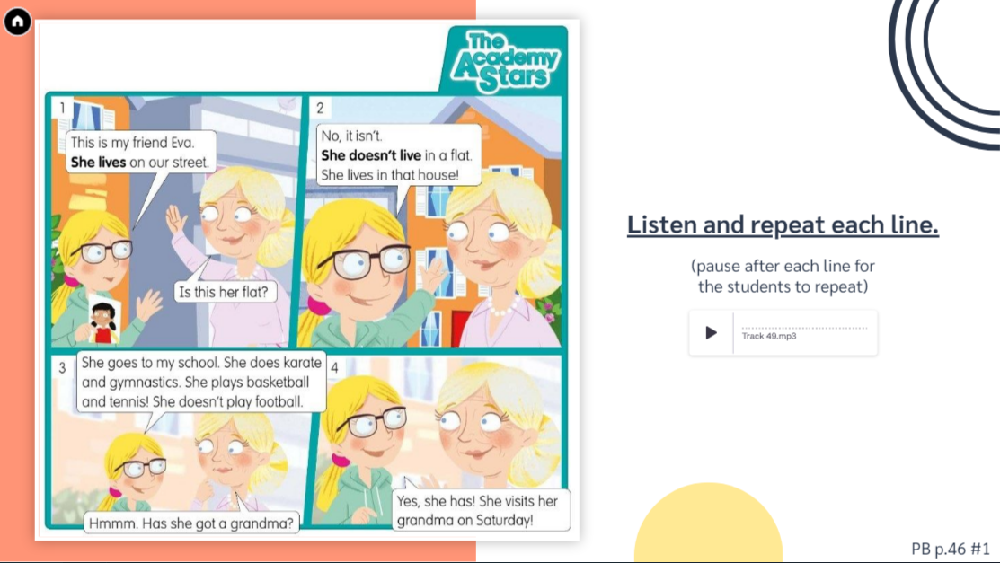 The
Academy
Stars
1
This is my friend Eva.
She lives on our street.
Is this her flat?
2
No, it isn't.
She doesn't live in a flat.
She lives in that house!
3
She goes to my school. She does karate
and gymnastics. She plays basketball
and tennis! She doesn't play football.
Hmmm. Has she got a grandma?
4
Yes, she has! She visits her
grandma on Saturday!
Listen and repeat each line.
(pause after each line for
the students to repeat)
Track 49.mp3
PB p.46 #1